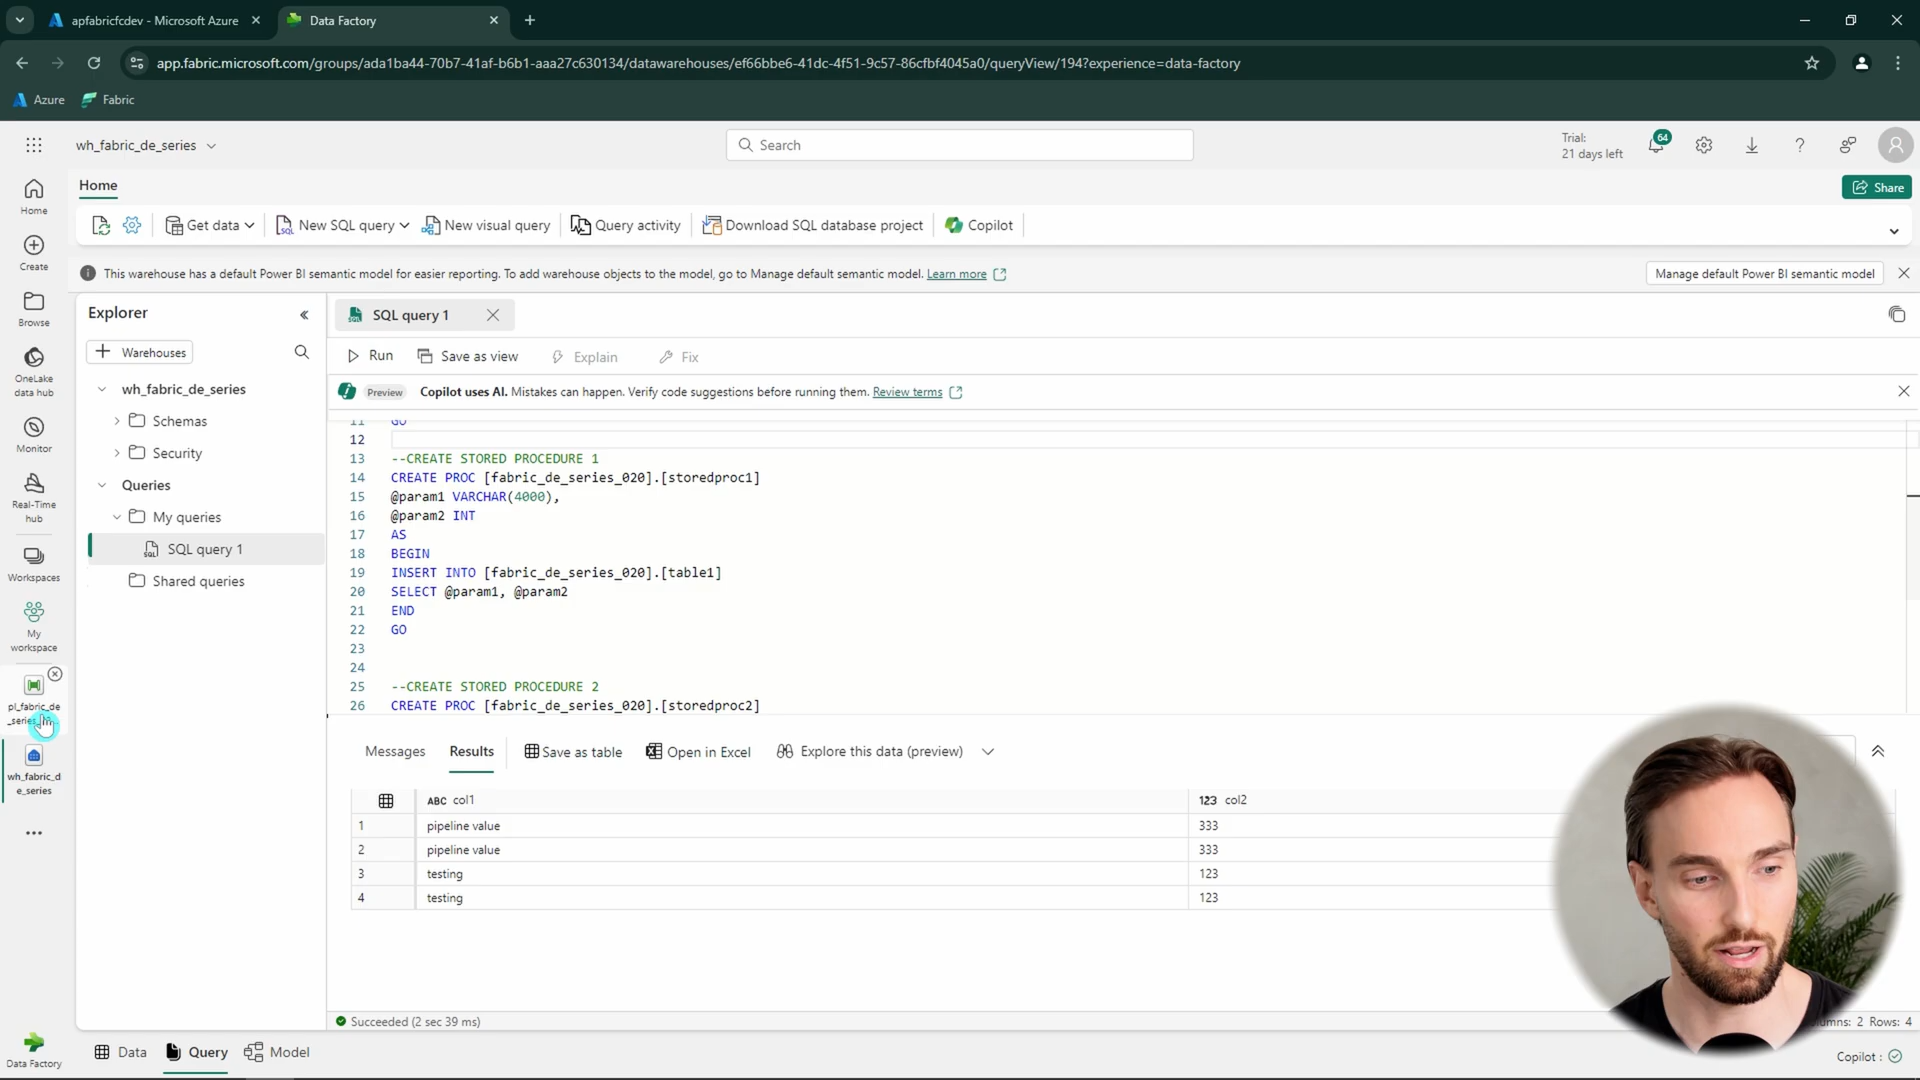 apfabricfcdev - Microsoft Azure
Data Factory
app.fabric.microsoft.com/groups/ada1ba44-70b7-41af-b6b1-aaa27c630134/datawarehouses/ef66bbe6-41dc-4f51-9c57-86cfbf4045a0/queryView/194?experience=data-factory
Azure
Fabric
wh_fabric_de_series
Search
Trial:
21 days left
64
Home
Share
Get data
New SQL query
New visual query
Query activity
Download SQL database project
Copilot
This warehouse has a default Power BI semantic model for easier reporting. To add warehouse objects to the model, go to Manage default semantic model. Learn more
Manage default Power BI semantic model
Home
Create
Browse
OneLake
data hub
Monitor
Real-Time
hub
Workspaces
My
workspace
pl_fabric_de
_series
wh_fabric_d
e_series
Data Factory
Explorer
Warehouses
wh_fabric_de_series
Schemas
Security
Queries
My queries
SQL query 1
Shared queries
SQL query 1
Run
Save as view
Explain
Fix
Preview
Copilot uses AI. Mistakes can happen. Verify code suggestions before running them. Review terms
11 GO
12
13 --CREATE STORED PROCEDURE 1
14 CREATE PROC [fabric_de_series_020].[storedproc1]
15 @param1 VARCHAR(4000),
16 @param2 INT
17 AS
18 BEGIN
19 INSERT INTO [fabric_de_series_020].[table1]
20 SELECT @param1, @param2
21 END
22 GO
23
24
25 --CREATE STORED PROCEDURE 2
26 CREATE PROC [fabric_de_series_020].[storedproc2]
Messages
Results
Save as table
Open in Excel
Explore this data (preview)
ABC col1
123 col2
1 pipeline value 333
2 pipeline value 333
3 testing 123
4 testing 123
Succeeded (2 sec 39 ms)
2 Rows: 4
Data
Query
Model
Copilot :